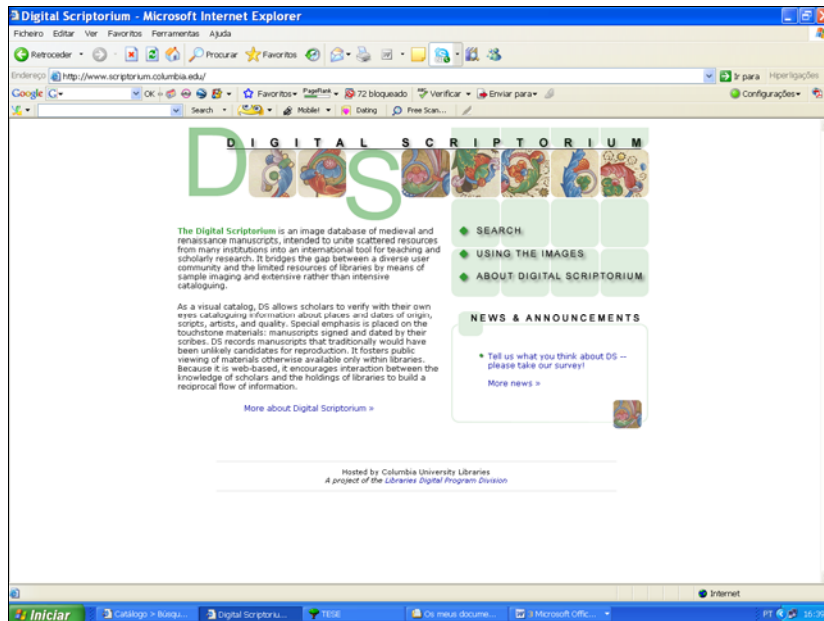 Digital Scriptorium - Microsoft Internet Explorer
Ficheiro Editar Ver Favoritos Ferramentas Ajuda
Retroceder Procurar Favoritos
Endereço http://www.scriptorium.columbia.edu/ Ir para Hiperligações
Google G OK Favoritos PageRank 72 bloqueado Verificar Enviar para Configurações
Search Mobile! Dating Free Scan...
DIGITAL SCRIPTORIUM
DS
The Digital Scriptorium is an image database of medieval and
renaissance manuscripts, intended to unite scattered resources
from many institutions into an international tool for teaching and
scholarly research. It bridges the gap between a diverse user
community and the limited resources of libraries by means of
sample imaging and extensive rather than intensive
cataloguing.
As a visual catalog, DS allows scholars to verify with their own
eyes cataloguing information about places and dates of origin,
scripts, artists, and quality. Special emphasis is placed on the
touchstone materials: manuscripts signed and dated by their
scribes. DS records manuscripts that traditionally would have
been unlikely candidates for reproduction. It fosters public
viewing of materials otherwise available only within libraries.
Because it is web-based, it encourages interaction between the
knowledge of scholars and the holdings of libraries to build a
reciprocal flow of information.
More about Digital Scriptorium »
SEARCH
USING THE IMAGES
ABOUT DIGITAL SCRIPTORIUM
NEWS & ANNOUNCEMENTS
Tell us what you think about DS --
please take our survey!
More news »
Hosted by Columbia University Libraries
A project of the Libraries Digital Program Division
Internet
Iniciar Catálogo > Búsqu... Digital Scriptoriu... TESE Os meus docume... 3 Microsoft Offic... PT 16:39